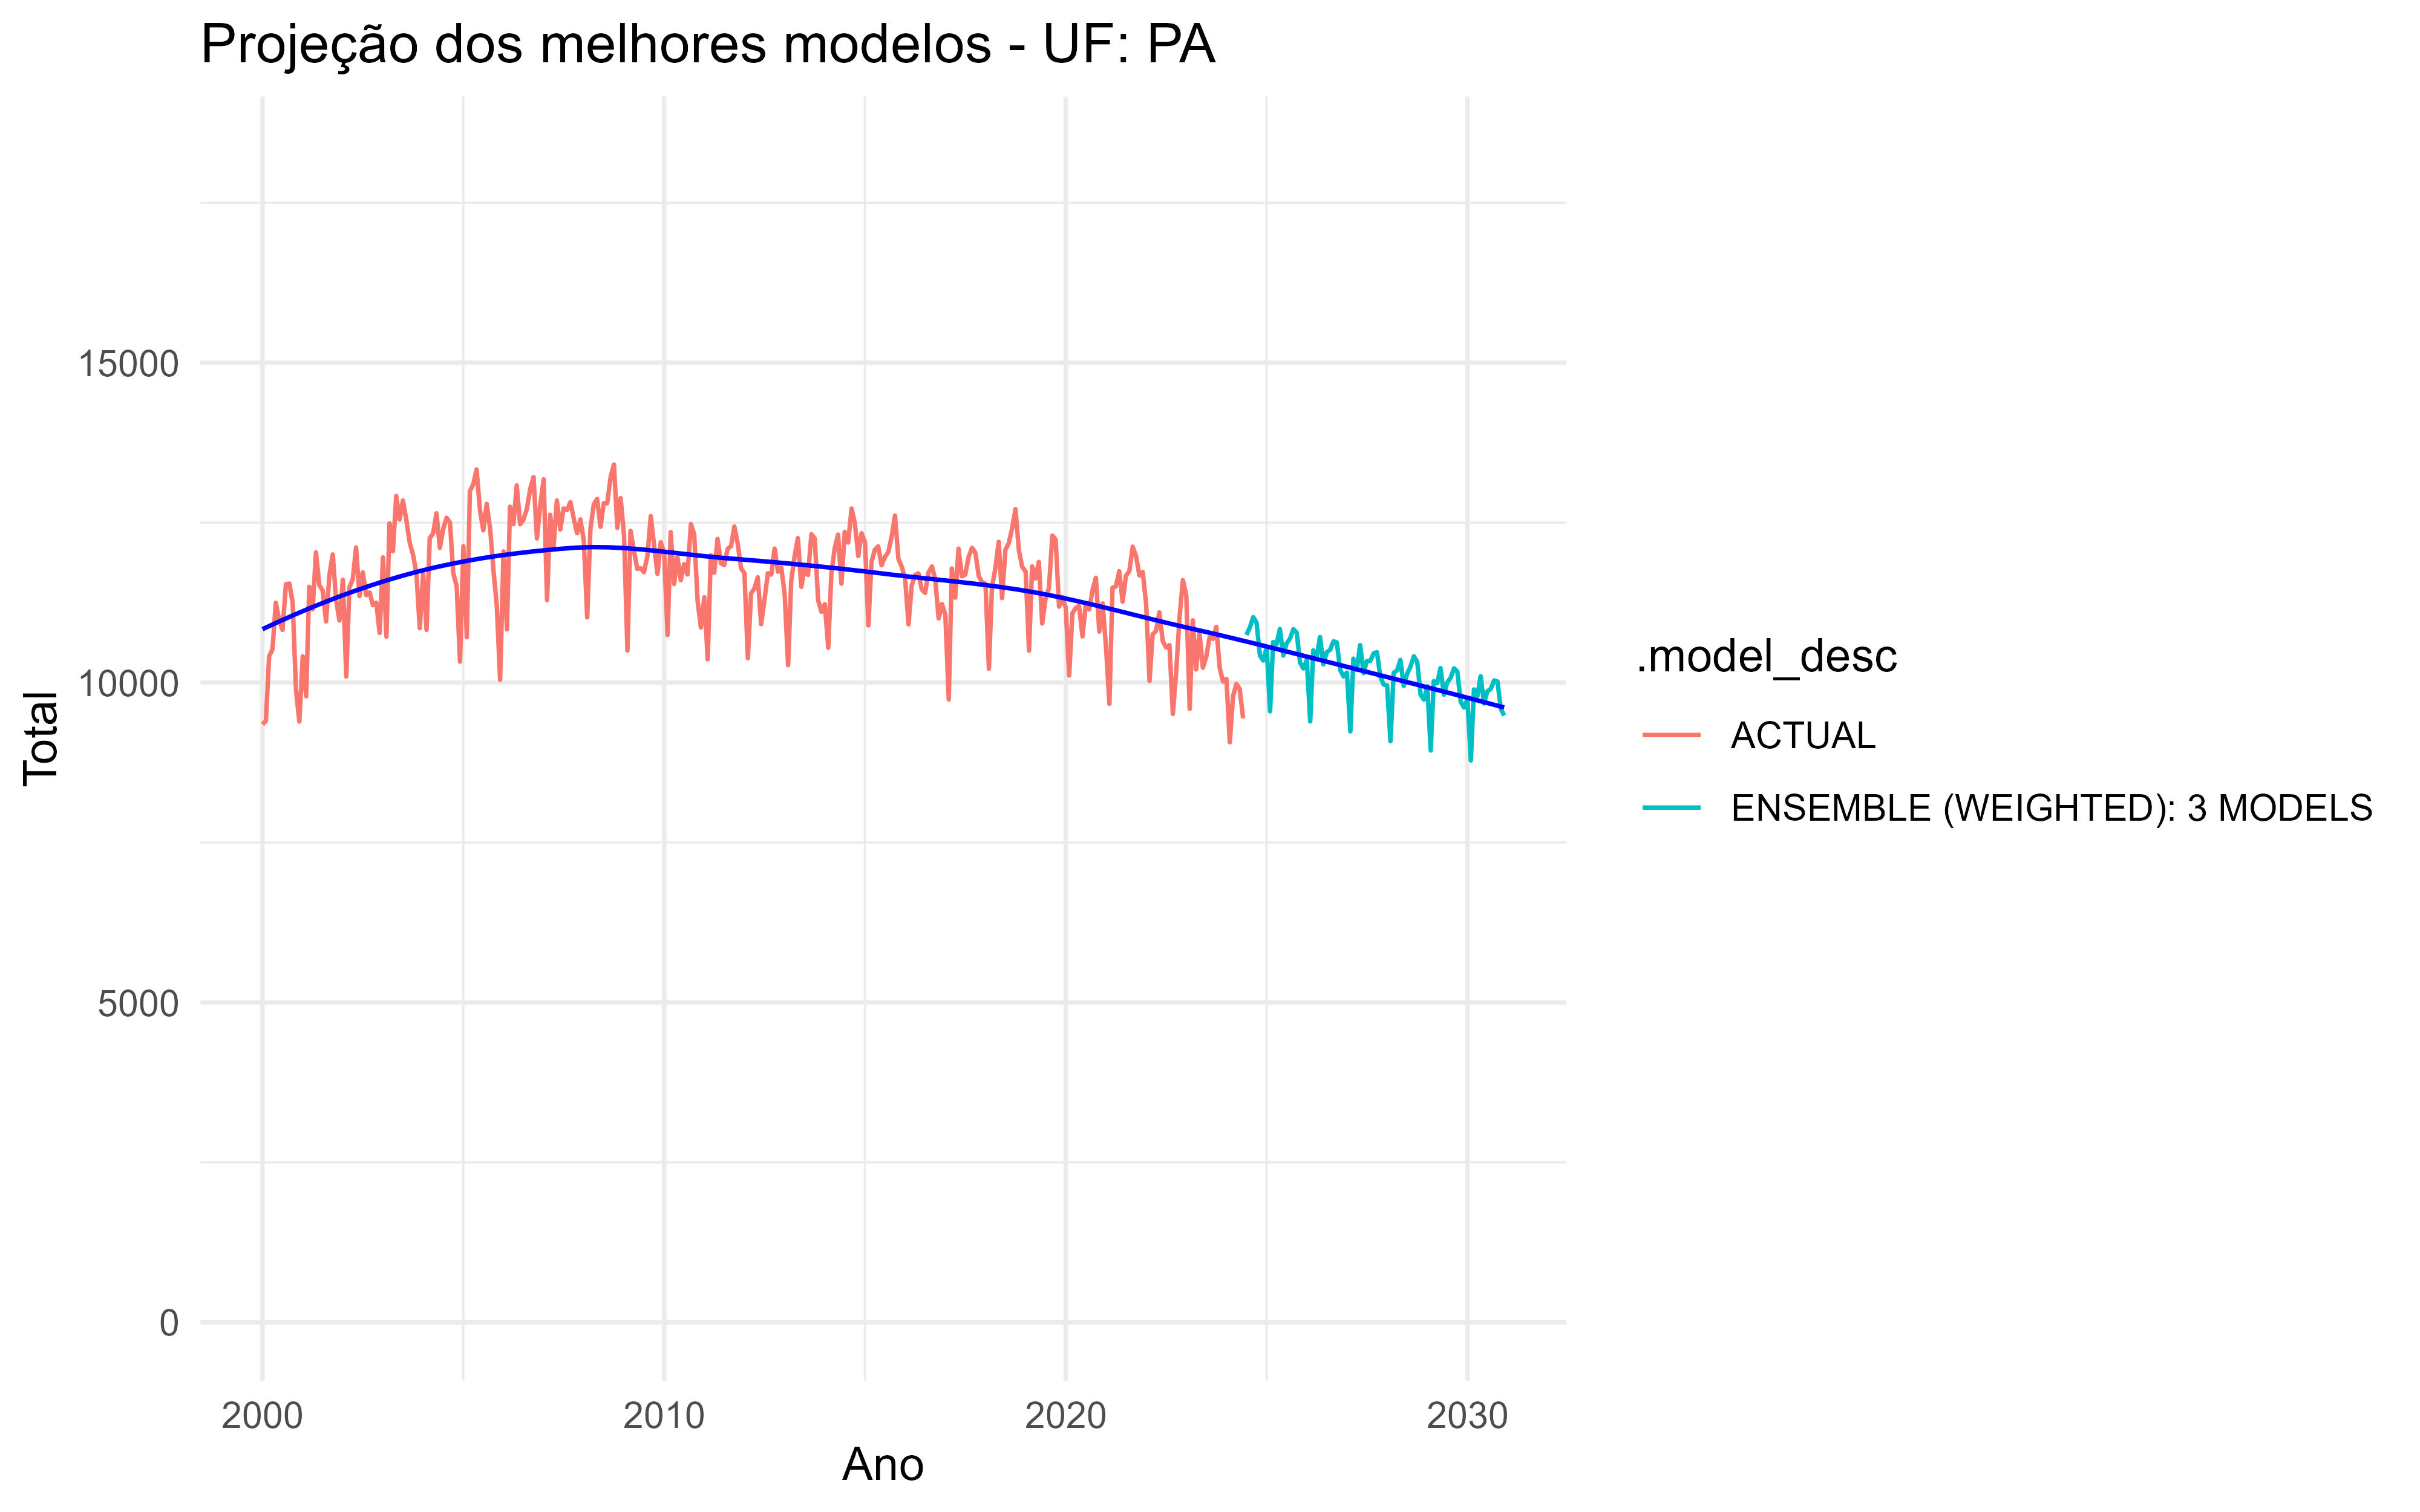 Projeção dos melhores modelos - UF: PA
Total
15000
10000
5000
0
2000
2010
2020
2030
Ano
.model_desc
ACTUAL
ENSEMBLE (WEIGHTED): 3 MODELS